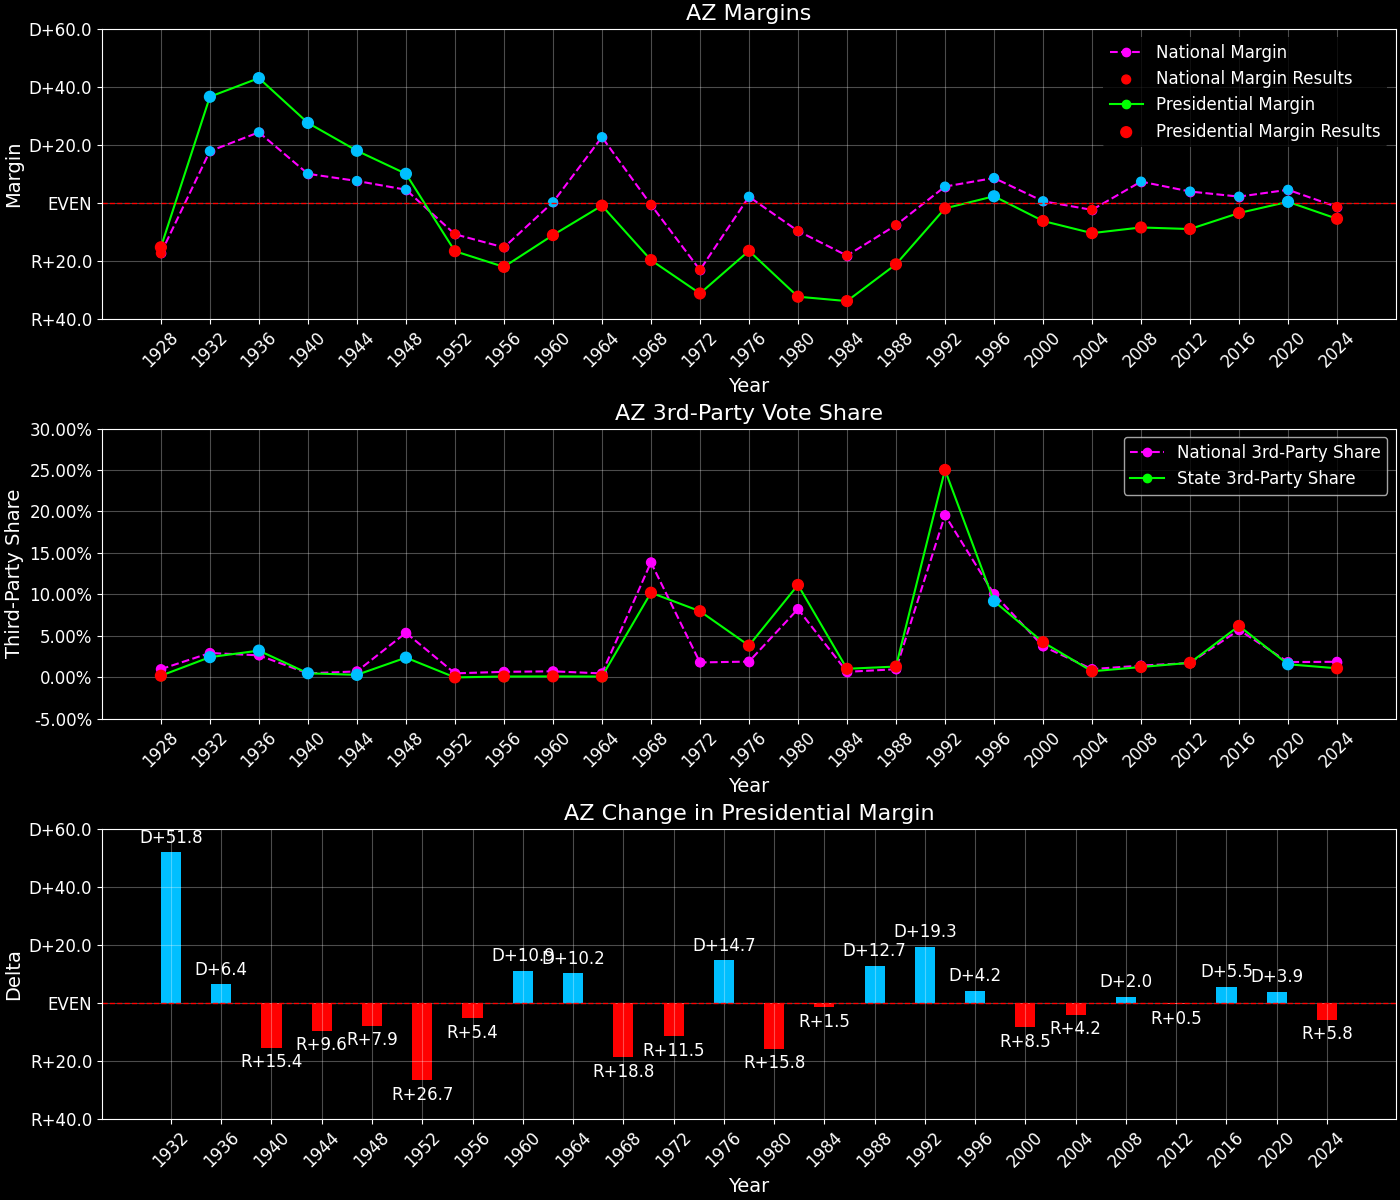 AZ Margins
D+60.0
D+40.0
D+20.0
EVEN
R+20.0
R+40.0
Margin
National Margin
National Margin Results
Presidential Margin
Presidential Margin Results
1928 1932 1936 1940 1944 1948 1952 1956 1960 1964 1968 1972 1976 1980 1984 1988 1992 1996 2000 2004 2008 2012 2016 2020 2024
Year
AZ 3rd-Party Vote Share
30.00%
25.00%
20.00%
15.00%
10.00%
5.00%
0.00%
-5.00%
Third-Party Share
National 3rd-Party Share
State 3rd-Party Share
1928 1932 1936 1940 1944 1948 1952 1956 1960 1964 1968 1972 1976 1980 1984 1988 1992 1996 2000 2004 2008 2012 2016 2020 2024
Year
AZ Change in Presidential Margin
D+60.0
D+40.0
D+20.0
EVEN
R+20.0
R+40.0
Delta
D+51.8
D+6.4
R+15.4
R+9.6
R+7.9
R+26.7
R+5.4
D+10.9
D+10.2
R+18.8
R+11.5
D+14.7
R+15.8
R+1.5
D+12.7
D+19.3
D+4.2
R+8.5
R+4.2
D+2.0
R+0.5
D+5.5
D+3.9
R+5.8
1932 1936 1940 1944 1948 1952 1956 1960 1964 1968 1972 1976 1980 1984 1988 1992 1996 2000 2004 2008 2012 2016 2020 2024
Year